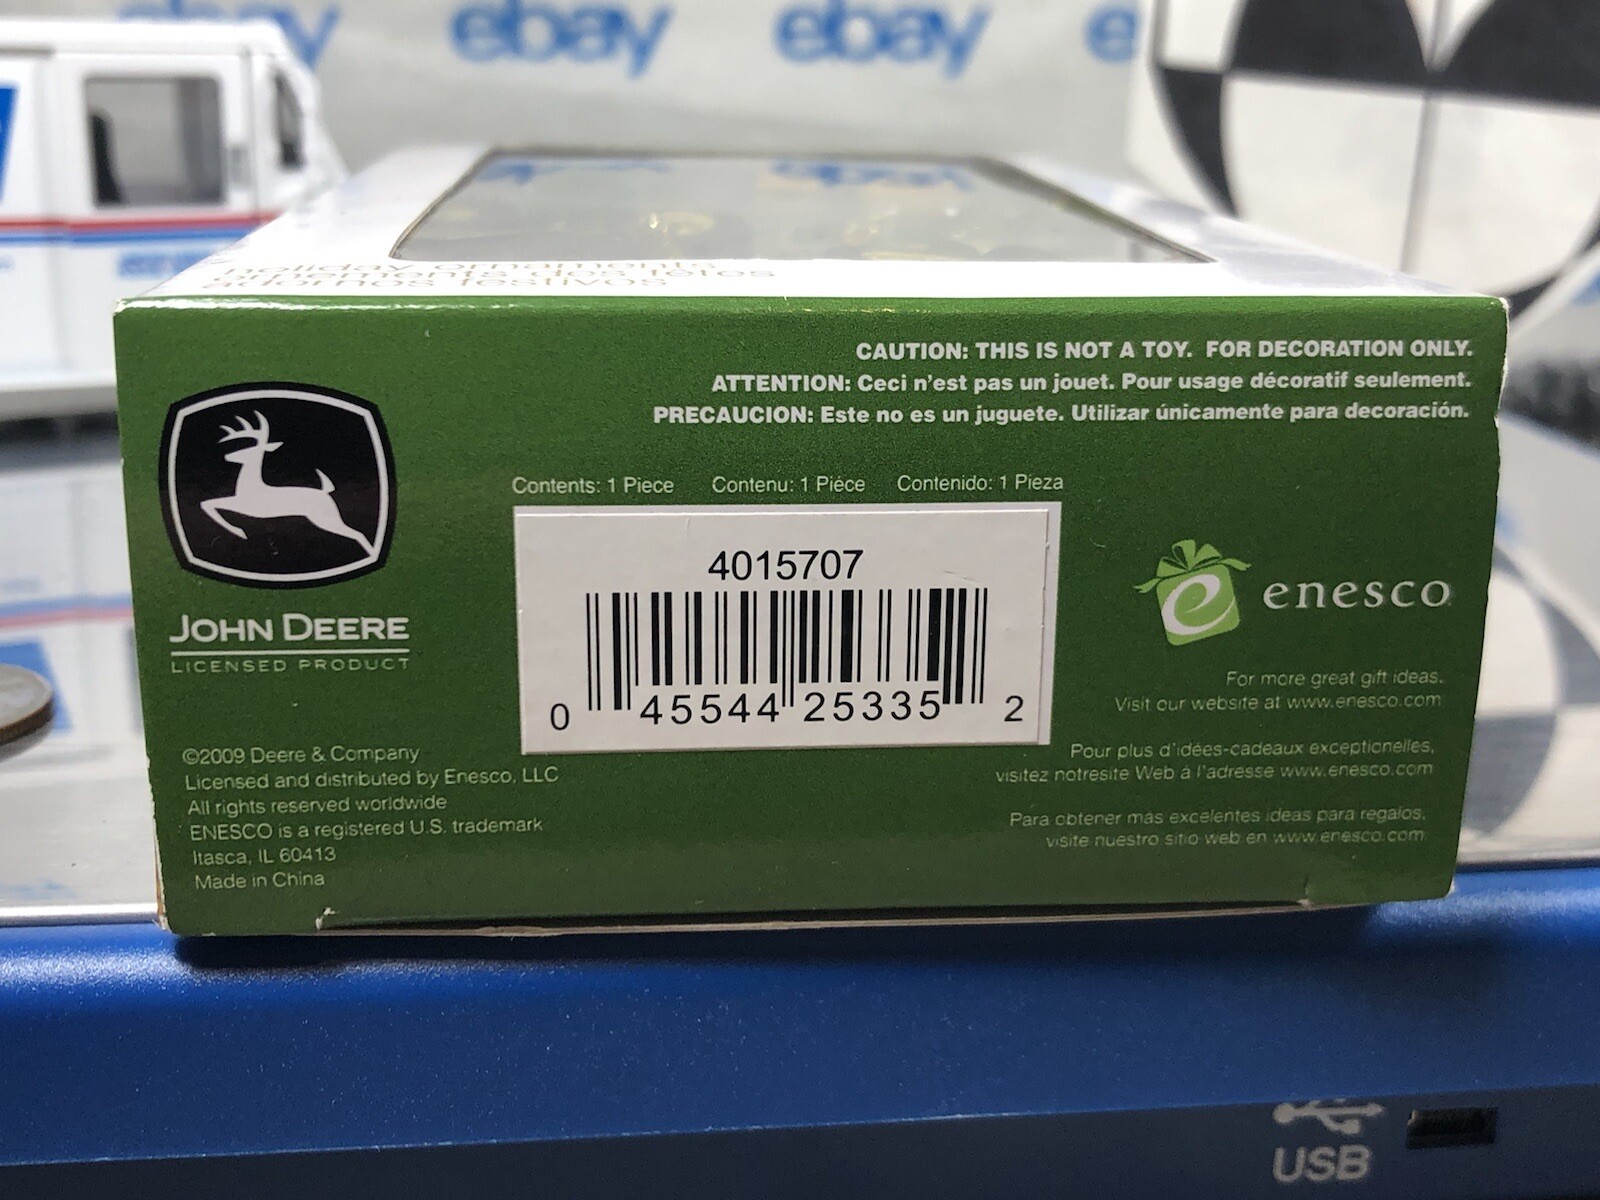 ebay
ebay
holiday ornaments
ornements des fêtes
adornos festivos
CAUTION: THIS IS NOT A TOY. FOR DECORATION ONLY.
ATTENTION: Ceci n'est pas un jouet. Pour usage décoratif seulement.
PRECAUCION: Este no es un juguete. Utilizar únicamente para decoración.
Contents: 1 Piece Contenu: 1 Piéce Contenido: 1 Pieza
4015707
0 45544 25335 2
JOHN DEERE
LICENSED PRODUCT
enesco
For more great gift ideas.
Visit our website at www.enesco.com
Pour plus d'idées-cadeaux exceptionelles,
visitez notresite Web á l'adresse www.enesco.com
Para obtener mas excelentes ideas para regalos,
visite nuestro sitio web en www.enesco.com
©2009 Deere & Company
Licensed and distributed by Enesco, LLC
All rights reserved worldwide
ENESCO is a registered U.S. trademark
Itasca, IL 60413
Made in China
USB